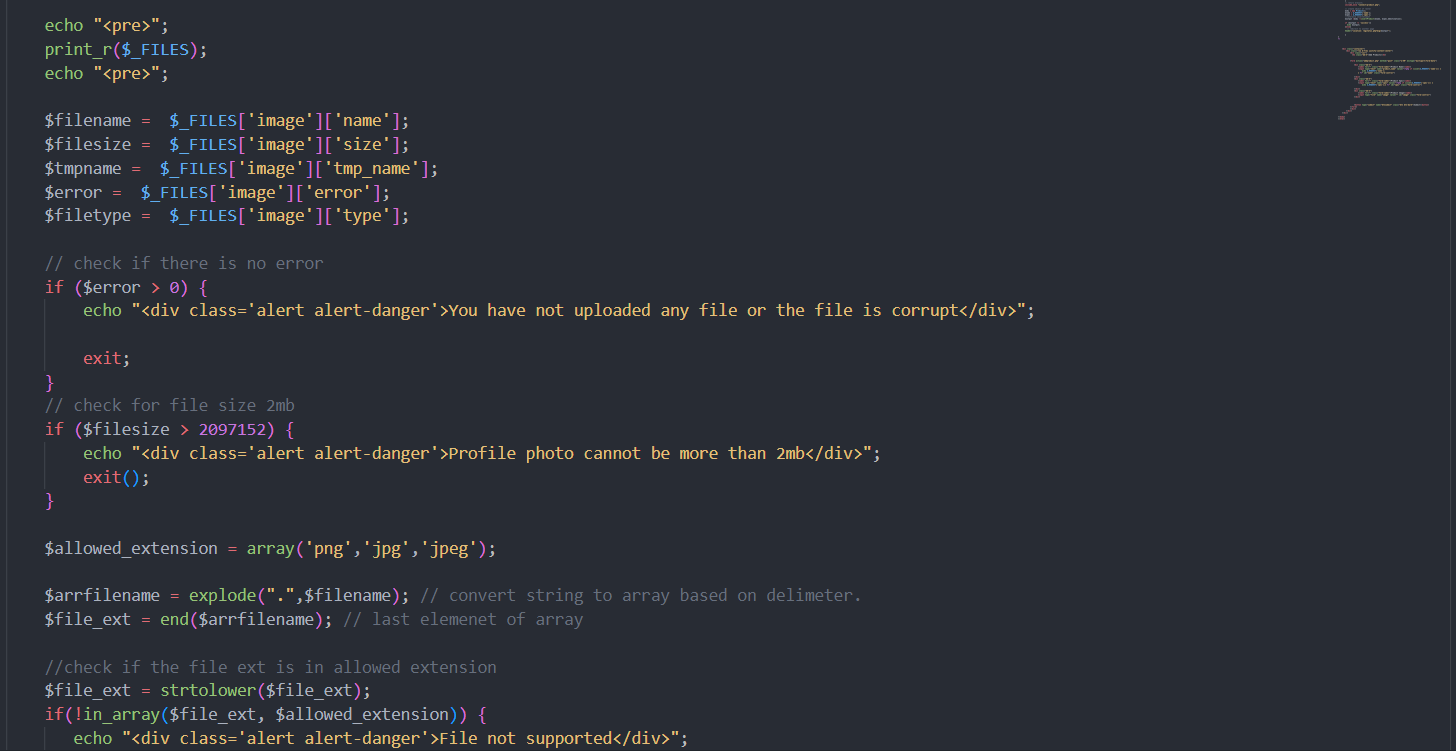 echo "<pre>";
print_r($_FILES);
echo "<pre>";
$filename =  $_FILES['image']['name'];
$filesize =  $_FILES['image']['size'];
$tmpname =  $_FILES['image']['tmp_name'];
$error =  $_FILES['image']['error'];
$filetype =  $_FILES['image']['type'];
// check if there is no error
if ($error > 0) {
    echo "<div class='alert alert-danger'>You have not uploaded any file or the file is corrupt</div>";
    exit;
}
// check for file size 2mb
if ($filesize > 2097152) {
    echo "<div class='alert alert-danger'>Profile photo cannot be more than 2mb</div>";
    exit();
}
$allowed_extension = array('png','jpg','jpeg');
$arrfilename = explode(".",$filename); // convert string to array based on delimeter.
$file_ext = end($arrfilename); // last elemenet of array
//check if the file ext is in allowed extension
$file_ext = strtolower($file_ext);
if(!in_array($file_ext, $allowed_extension)) {
   echo "<div class='alert alert-danger'>File not supported</div>";